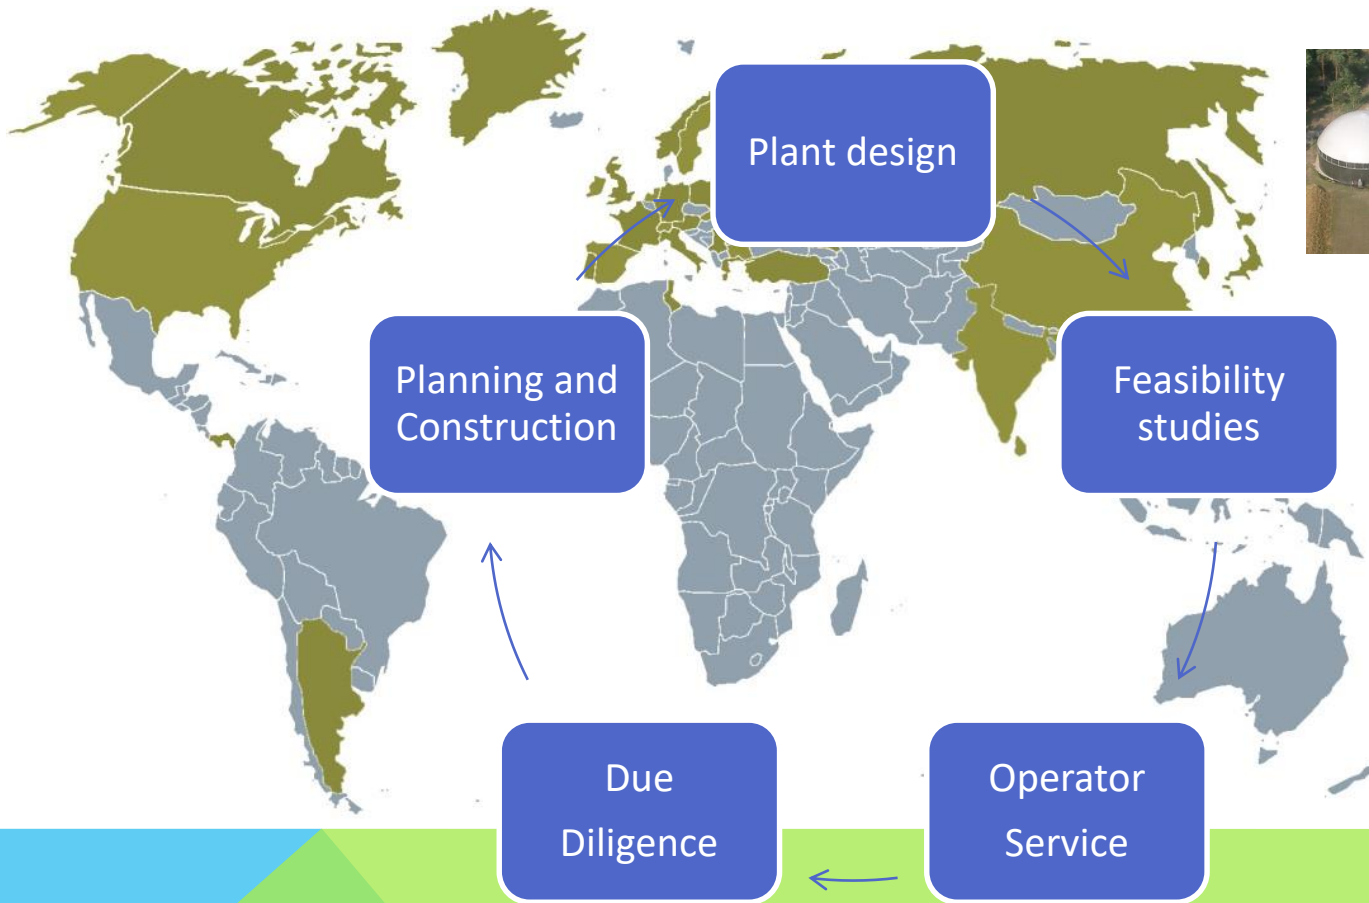 Plant design
Planning and
Construction
Feasibility
studies
Due
Diligence
Operator
Service